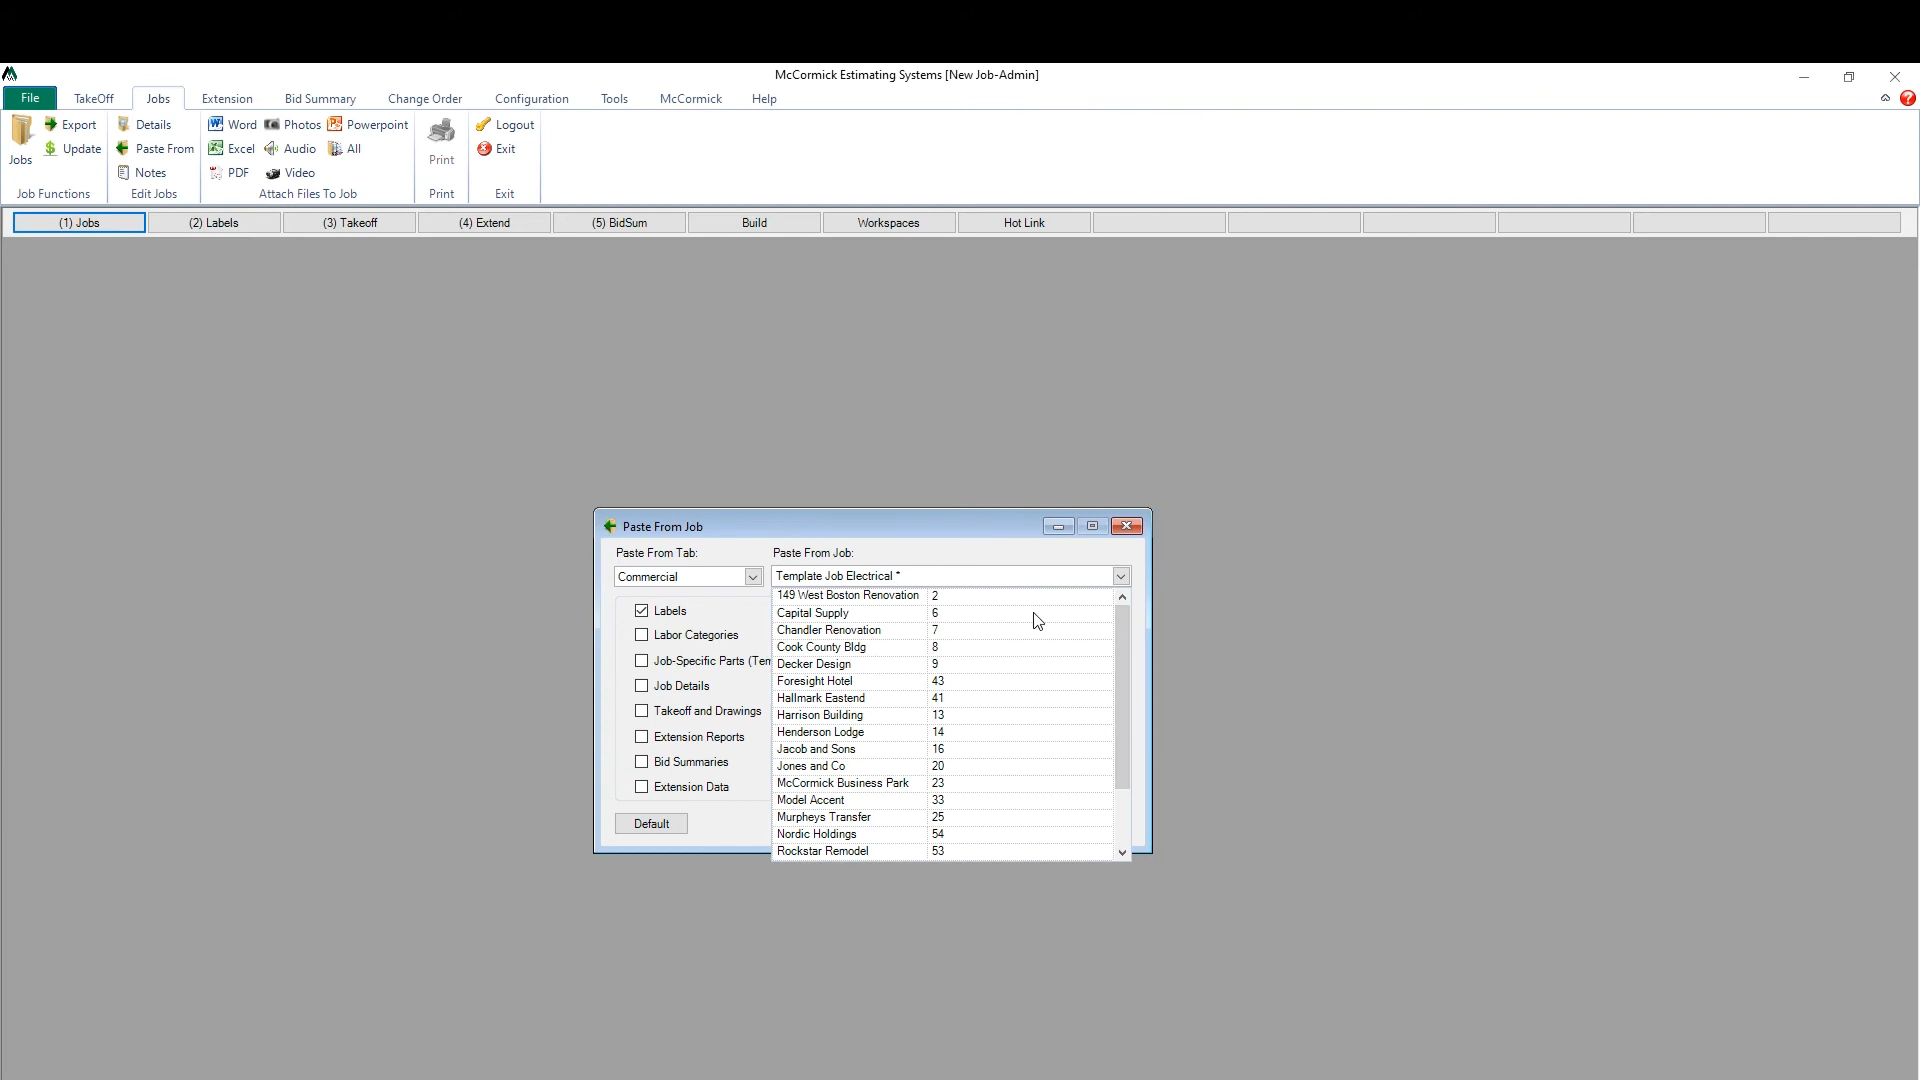 McCormick Estimating Systems [New Job-Admin]
File TakeOff Jobs Extension Bid Summary Change Order Configuration Tools McCormick Help
Jobs
Export
Update
Job Functions
Details
Paste From
Notes
Edit Jobs
Word Photos Powerpoint
Excel Audio All
PDF Video
Attach Files To Job
Print
Print
Logout
Exit
Exit
(1) Jobs (2) Labels (3) Takeoff (4) Extend (5) BidSum Build Workspaces Hot Link
Paste From Job
Paste From Tab: Paste From Job:
Commercial Template Job Electrical *
Labels
Labor Categories
Job-Specific Parts (Tem
Job Details
Takeoff and Drawings
Extension Reports
Bid Summaries
Extension Data
Default
149 West Boston Renovation 2
Capital Supply 6
Chandler Renovation 7
Cook County Bldg 8
Decker Design 9
Foresight Hotel 43
Hallmark Eastend 41
Harrison Building 13
Henderson Lodge 14
Jacob and Sons 16
Jones and Co 20
McCormick Business Park 23
Model Accent 33
Murpheys Transfer 25
Nordic Holdings 54
Rockstar Remodel 53